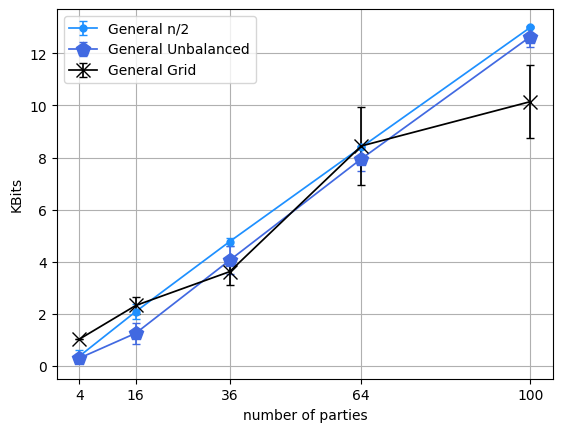 General n/2
General Unbalanced
General Grid
KBits
12
10
8
6
4
2
0
4 16 36 64 100
number of parties